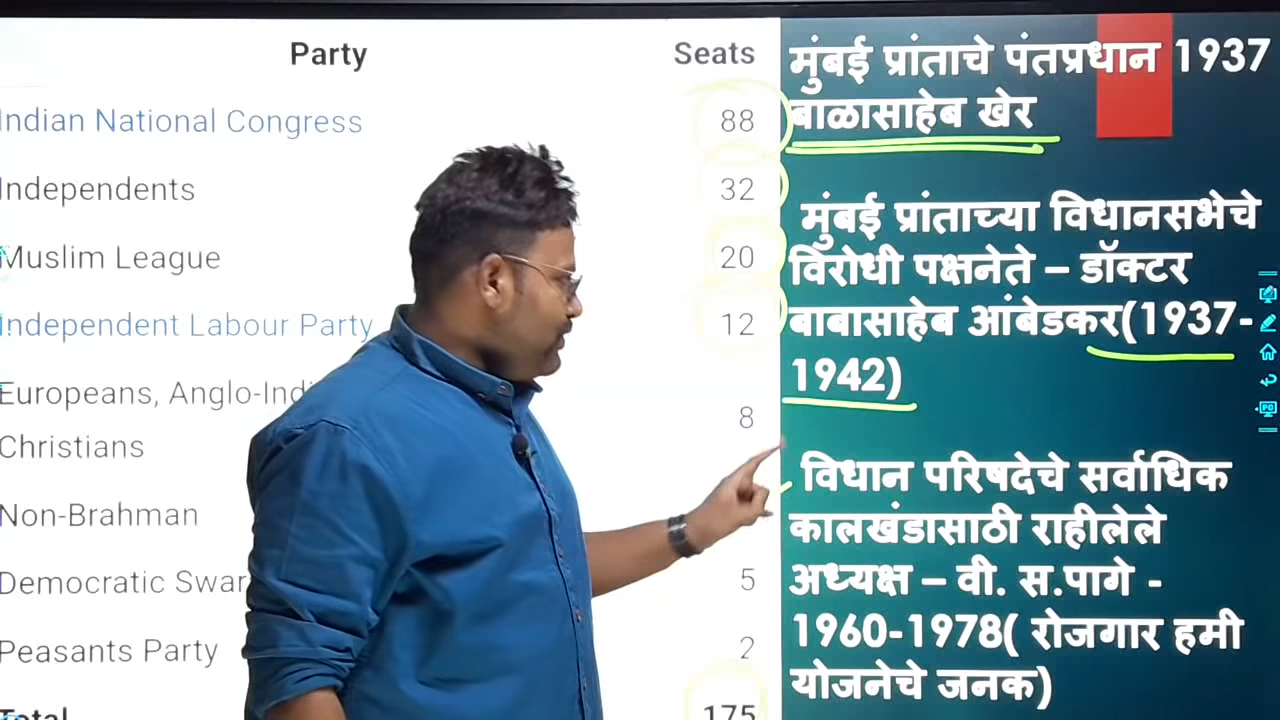 Party Seats
Indian National Congress 88
Independents 32
Muslim League 20
Independent Labour Party 12
Europeans, Anglo-Indi
Christians 8
Non-Brahman
Democratic Swar 5
Peasants Party 2
Total 175
मुंबई प्रांताचे पंतप्रधान 1937
बाळासाहेब खेर
मुंबई प्रांताच्या विधानसभेचे
विरोधी पक्षनेते – डॉक्टर
बाबासाहेब आंबेडकर(1937-
1942)
विधान परिषदेचे सर्वाधिक
कालखंडासाठी राहीलेले
अध्यक्ष – वी. स.पागे -
1960-1978( रोजगार हमी
योजनेचे जनक)